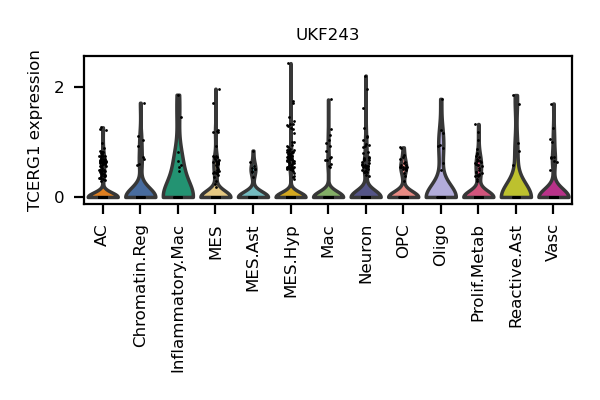 UKF243
TCERG1 expression
2
0
AC
Chromatin.Reg
Inflammatory.Mac
MES
MES.Ast
MES.Hyp
Mac
Neuron
OPC
Oligo
Prolif.Metab
Reactive.Ast
Vasc